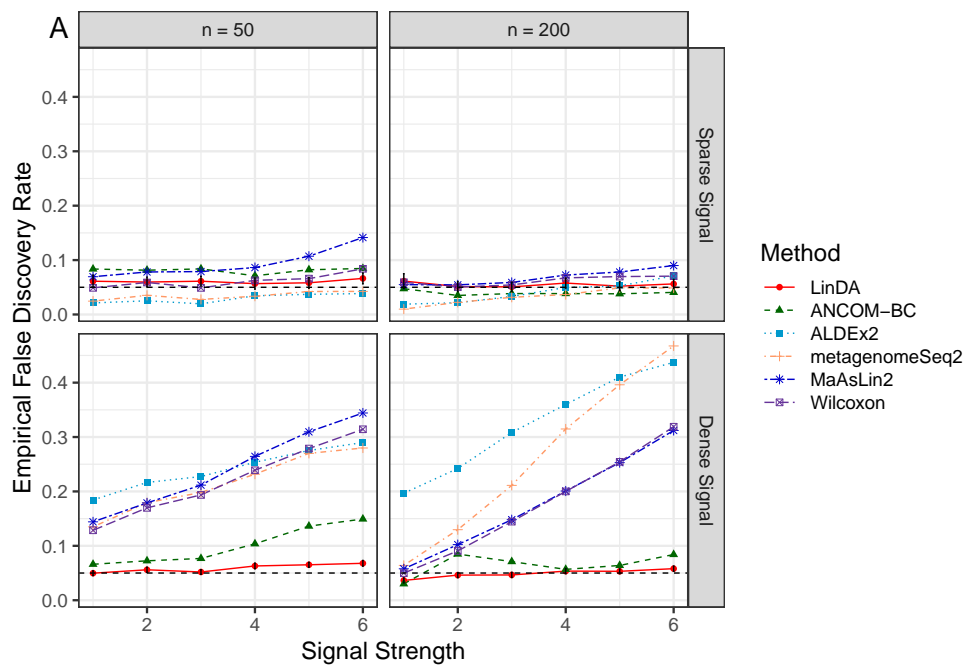 A
n = 50
n = 200
0.4
0.3
0.2
0.1
0.0
Sparse Signal
0.4
0.3
0.2
0.1
0.0
Dense Signal
2
4
6
2
4
6
Empirical False Discovery Rate
Signal Strength
Method
LinDA
ANCOM−BC
ALDEx2
metagenomeSeq2
MaAsLin2
Wilcoxon